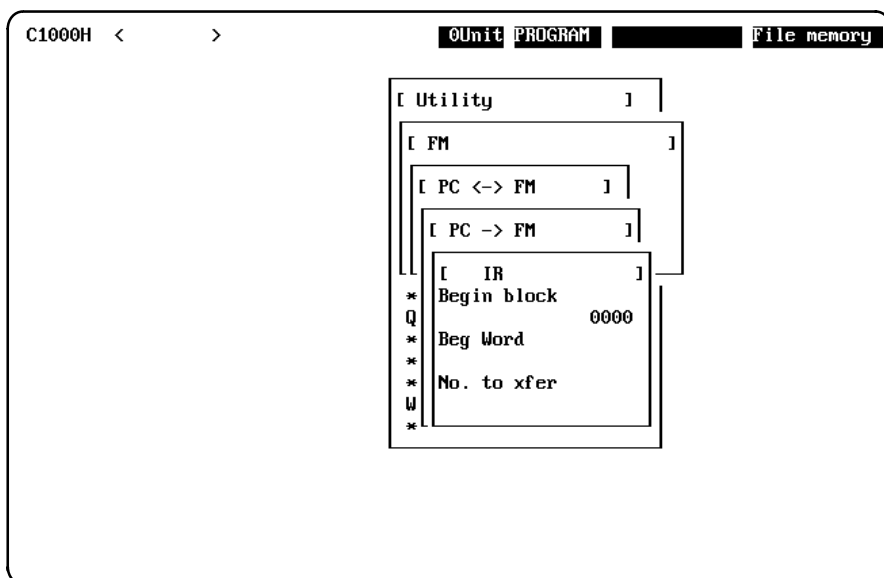 C1000H < > 0Unit PROGRAM File memory
[ Utility ]
[ FM ]
[ PC <-> FM ]
[ PC -> FM ]
[ IR ]
* Begin block
Q 0000
* Beg Word
*
* No. to xfer
W
*